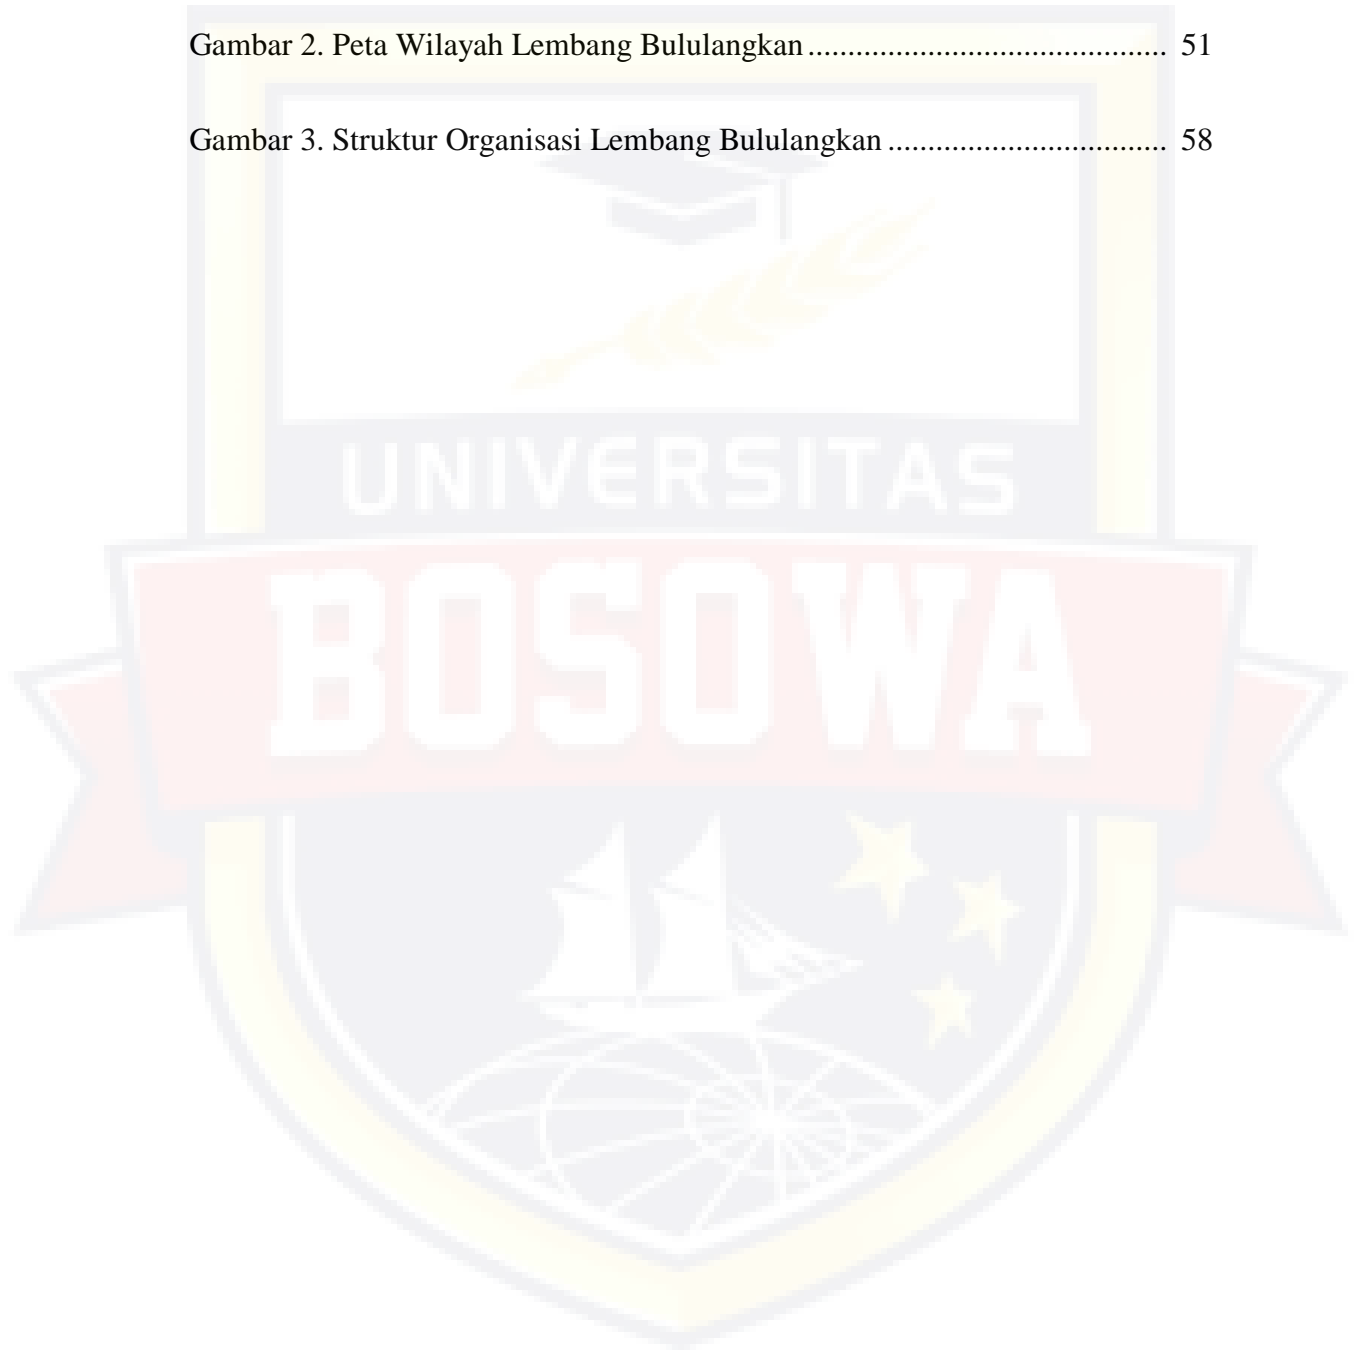 Gambar 2. Peta Wilayah Lembang Bululangkan ............................................. 51
Gambar 3. Struktur Organisasi Lembang Bululangkan ................................... 58
UNIVERSITAS
BOSOWA